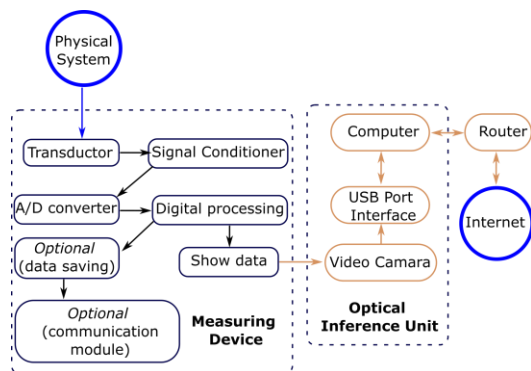 Physical
System
Transductor
Signal Conditioner
A/D converter
Digital processing
Optional
(data saving)
Show data
Optional
(communication
module)
Measuring
Device
Computer
Router
USB Port
Interface
Internet
Video Camara
Optical
Inference Unit